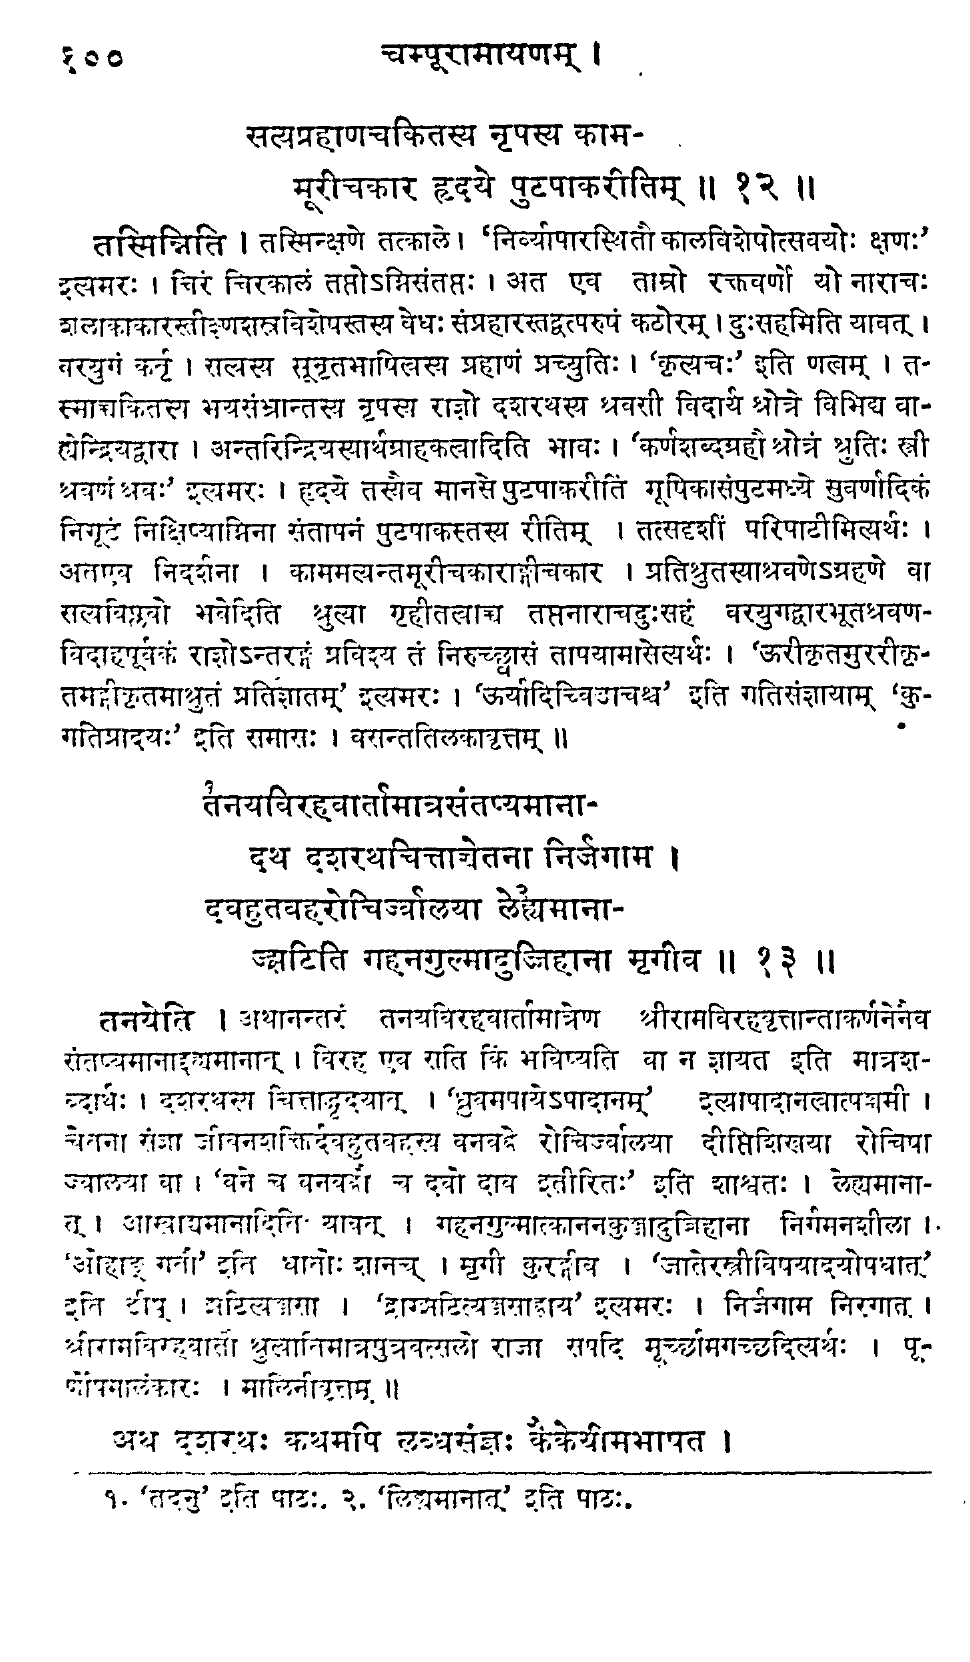 १००
चम्पूरामायणम् ।
सत्यप्रहाणचकितस्य नृपस्य काम-
मूरीचकार हृदये पुटपाकरीतिम् ॥ १२ ॥
तस्मिन्निति । तस्मिन्क्षणे तत्काले । ‘निर्व्यापारस्थितौ कालविशेषोत्सवयोः क्षणः’
इत्यमरः । चिरं चिरकालं तप्तोऽग्निसंतप्तः । अत एव ताम्रो रक्तवर्णो यो नाराचः
शलाकाकारस्तीक्ष्णशस्त्रविशेषस्तस्य वेधः संप्रहारस्तद्वत्परुषं कठोरम् । दुःसहमिति यावत् ।
वरयुगं कर्तृ । सत्यस्य सूनृतभाषित्वस्य प्रहाणं प्रच्युतिः । ‘कृत्यचः’ इति णत्वम् । त-
स्माच्चकितस्य भयसंभ्रान्तस्य नृपस्य राज्ञो दशरथस्य श्रवसी विदार्य श्रोत्रे विभिद्य बा-
ह्येन्द्रियद्वारा । अन्तरिन्द्रियस्यार्थग्राहकत्वादिति भावः । ‘कर्णशब्दग्रहौ श्रोत्रं श्रुतिः स्त्री
श्रवणं श्रवः’ इत्यमरः । हृदये तस्यैव मानसे पुटपाकरीतिं मूषिकासंपुटमध्ये सुवर्णादिकं
निगूढं निक्षिप्याग्निना संतापनं पुटपाकस्तस्य रीतिम् । तत्सदृशीं परिपाटीमित्यर्थः ।
अतएव निदर्शना । काममत्यन्तमूरीचकाराङ्गीचकार । प्रतिश्रुतस्याश्रवणेऽग्रहणे वा
सत्यविप्लवो भवेदिति श्रुत्वा गृहीतत्वाच्च तप्तनाराचदुःसहं वरयुगद्वारभूतश्रवण-
विदाहपूर्वकं राज्ञोऽन्तरङ्गं प्रविश्य तं निरुच्छ्वासं तापयामासेत्यर्थः । ‘ऊरीकृतमुररीकृ-
तमङ्गीकृतमाश्रुतं प्रतिज्ञातम्’ इत्यमरः । ‘ऊर्यादिच्विडाचश्च’ इति गतिसंज्ञायाम् ‘कु-
गतिप्रादयः’ इति समासः । वसन्ततिलकावृत्तम् ॥
तनयविरहवार्तामात्रसंतप्यमाना-
दथ दशरथचित्ताच्चेतना निर्जगाम ।
दवहुतवहरोचिर्ज्वालया लेह्यमाना-
ज्झटिति गहनगुल्मादुज्जिहाना मृगीव ॥ १३ ॥
तनयेति । अथानन्तरं तनयविरहवार्तामात्रेण श्रीरामविरहवृत्तान्ताकर्णनेनैव
संतप्यमानाद्दह्यमानात् । विरह एव सति किं भविष्यति वा न ज्ञायत इति मात्रश-
ब्दार्थः । दशरथस्य चित्ताद्धृदयात् । ‘ध्रुवमपायेऽपादानम्’ इत्यापादानत्वात्पञ्चमी ।
चेतना संज्ञा जीवनशक्तिर्दवहुतवहस्य वनवह्ने रोचिर्ज्वालया दीप्तिशिखया रोचिषा
ज्वालया वा । ‘वने च वनवह्नौ च दवो दाव इतीरितः’ इति शाश्वतः । लेह्यमाना-
त् । आस्वाद्यमानादिति यावत् । गहनगुल्मात्काननकुञ्जादुज्जिहाना निर्गमनशीला ।
‘ओहाङ् गतौ’ इति धातोः शानच् । मृगी कुरङ्गीव । ‘जातेरस्त्रीविषयादयोपधात्’
इति ङीप् । झटित्यञ्जसा । ‘द्राग्झटित्यञ्जसाह्नाय’ इत्यमरः । निर्जगाम निरगात् ।
श्रीरामविरहवार्तां श्रुत्वातिमात्रपुत्रवत्सलो राजा सपदि मूर्च्छामगच्छदित्यर्थः । पू-
र्णोपमालंकारः । मालिनीवृत्तम् ॥
अथ दशरथः कथमपि लब्धसंज्ञः कैकेयीमभाषत ।
१. ‘तदनु’ इति पाठः. २. ‘लिह्यमानात्’ इति पाठः.